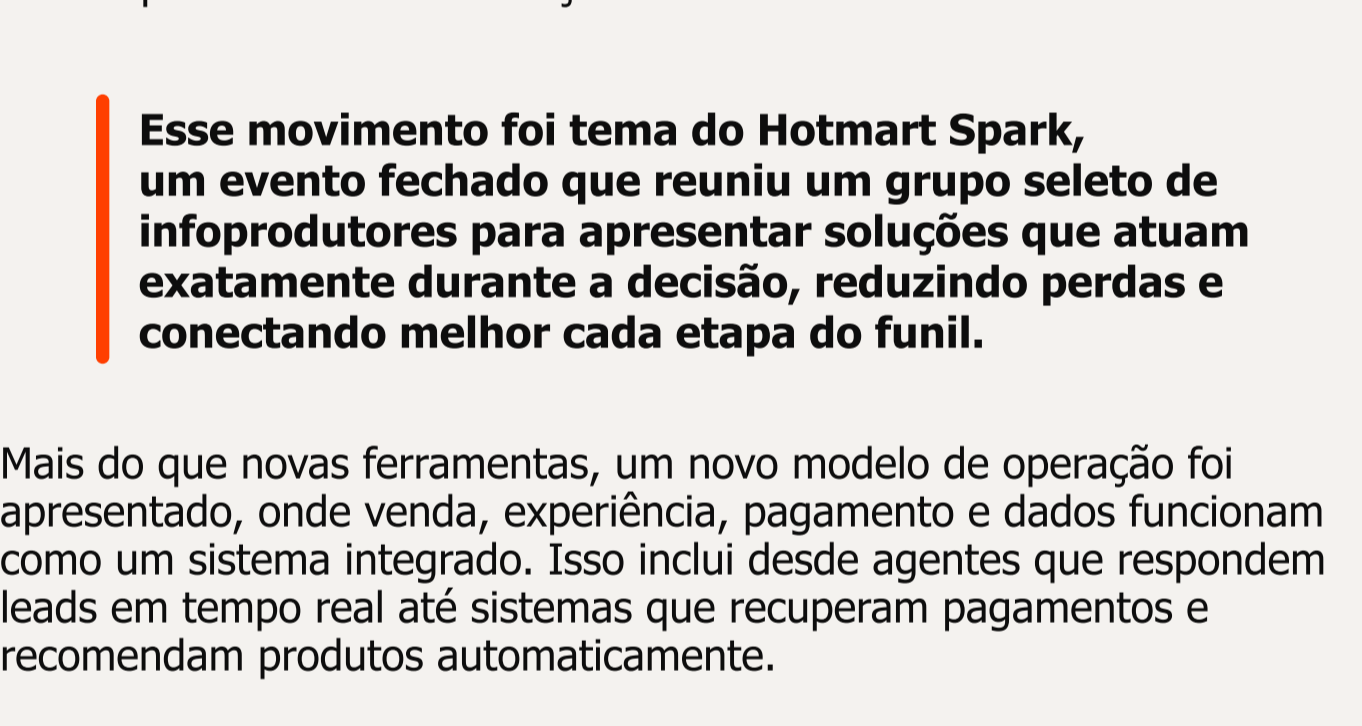 Esse movimento foi tema do Hotmart Spark,
um evento fechado que reuniu um grupo seleto de
infoprodutores para apresentar soluções que atuam
exatamente durante a decisão, reduzindo perdas e
conectando melhor cada etapa do funil.
Mais do que novas ferramentas, um novo modelo de operação foi
apresentado, onde venda, experiência, pagamento e dados funcionam
como um sistema integrado. Isso inclui desde agentes que respondem
leads em tempo real até sistemas que recuperam pagamentos e
recomendam produtos automaticamente.